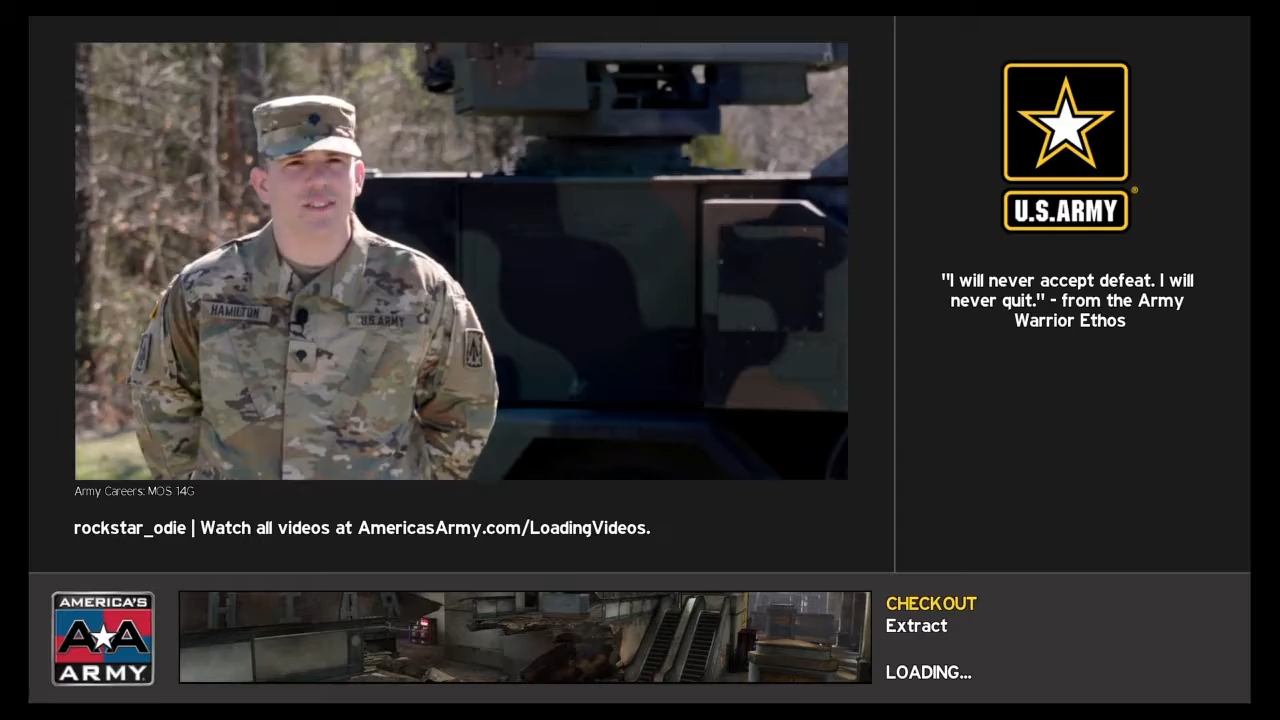 HAMILTON
U.S.ARMY
Army Careers: MOS 14G
rockstar_odie | Watch all videos at AmericasArmy.com/LoadingVideos.
U.S.ARMY
®
"I will never accept defeat. I will
never quit." - from the Army
Warrior Ethos
AMERICA'S
AA
ARMY
CHECKOUT
Extract
LOADING...